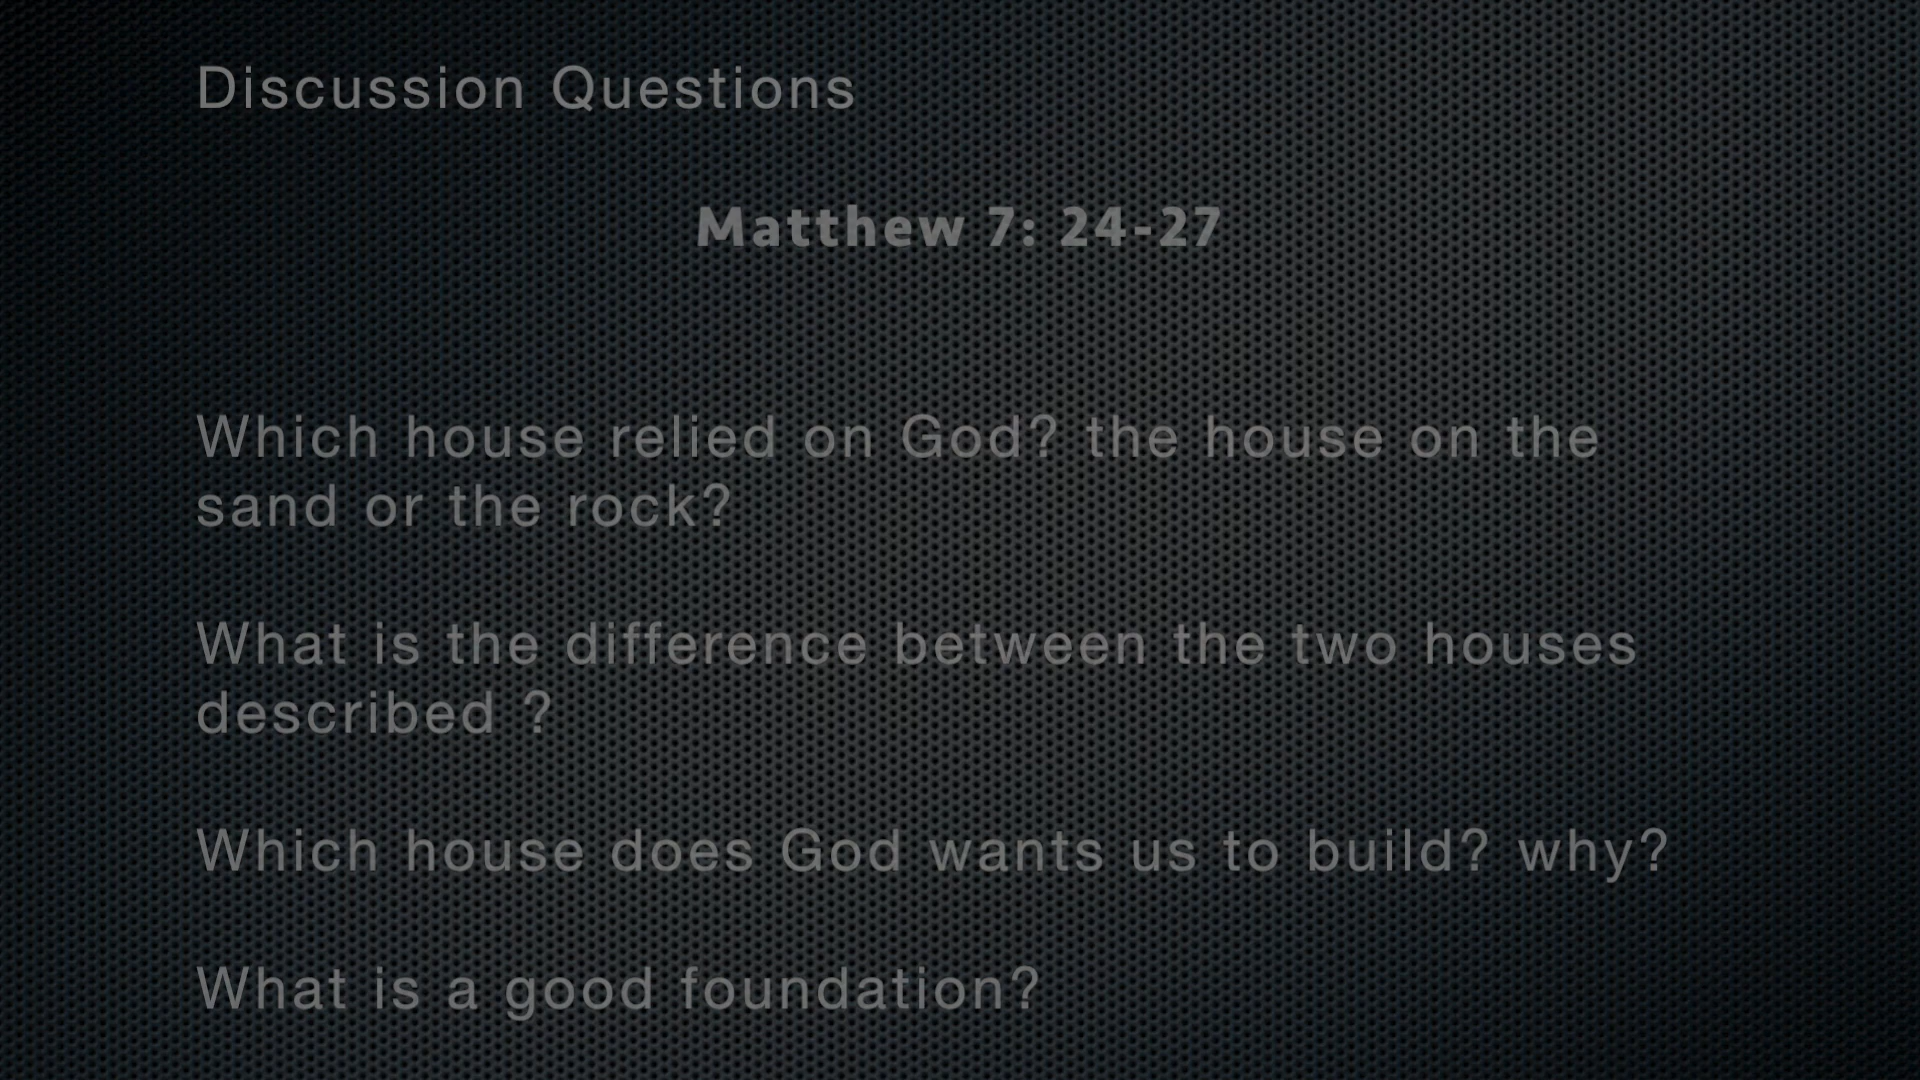 Discussion Questions
Matthew 7: 24-27
Which house relied on God? the house on the
sand or the rock?
What is the difference between the two houses
described ?
Which house does God wants us to build? why?
What is a good foundation?